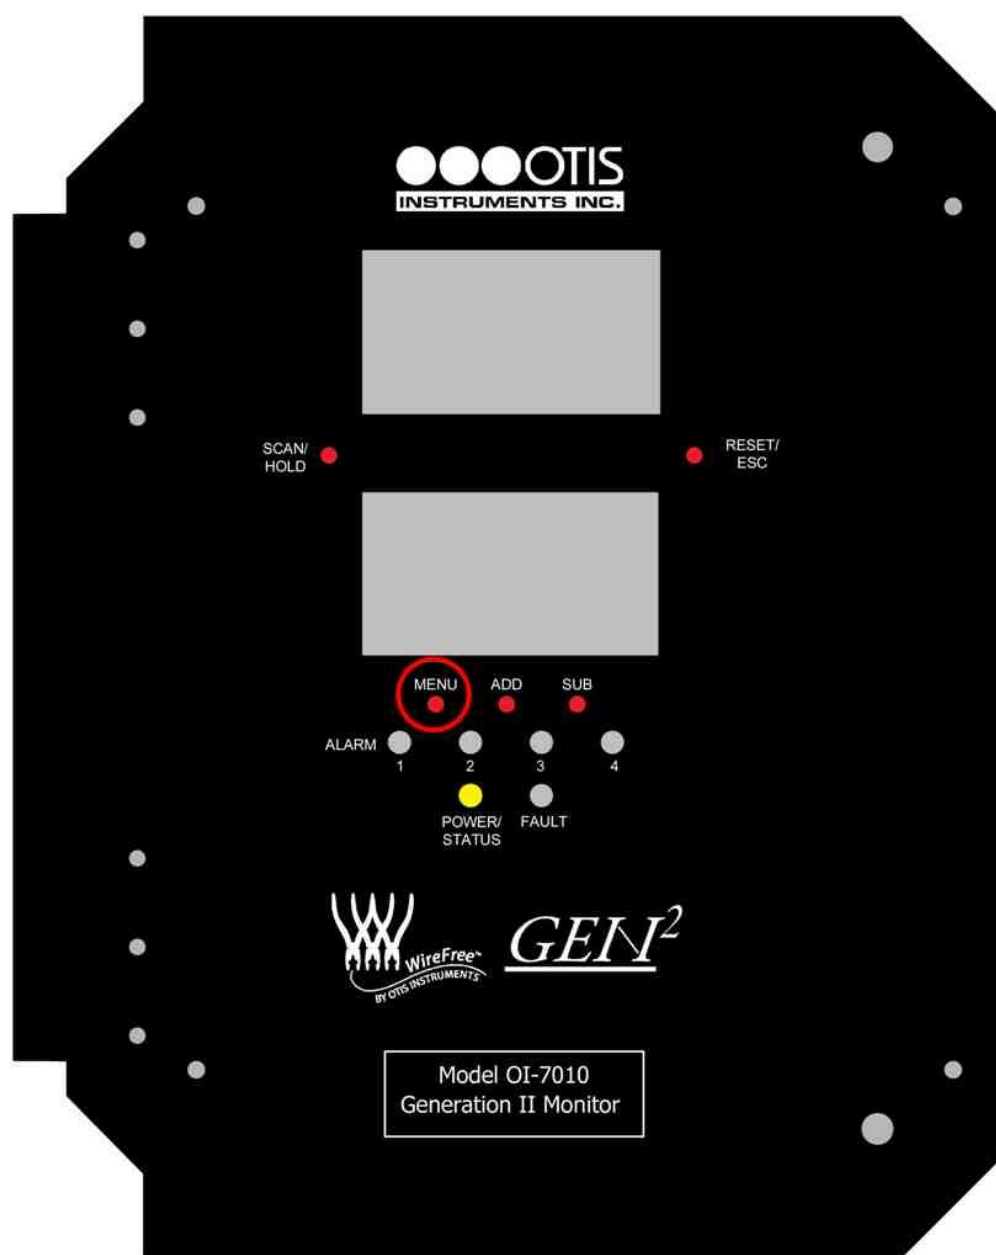 OTIS
INSTRUMENTS INC.
SCAN/
HOLD
RESET/
ESC
MENU ADD SUB
ALARM
1 2 3 4
POWER/
STATUS
FAULT
WireFree™
BY OTIS INSTRUMENTS
GEN²
Model OI-7010
Generation II Monitor